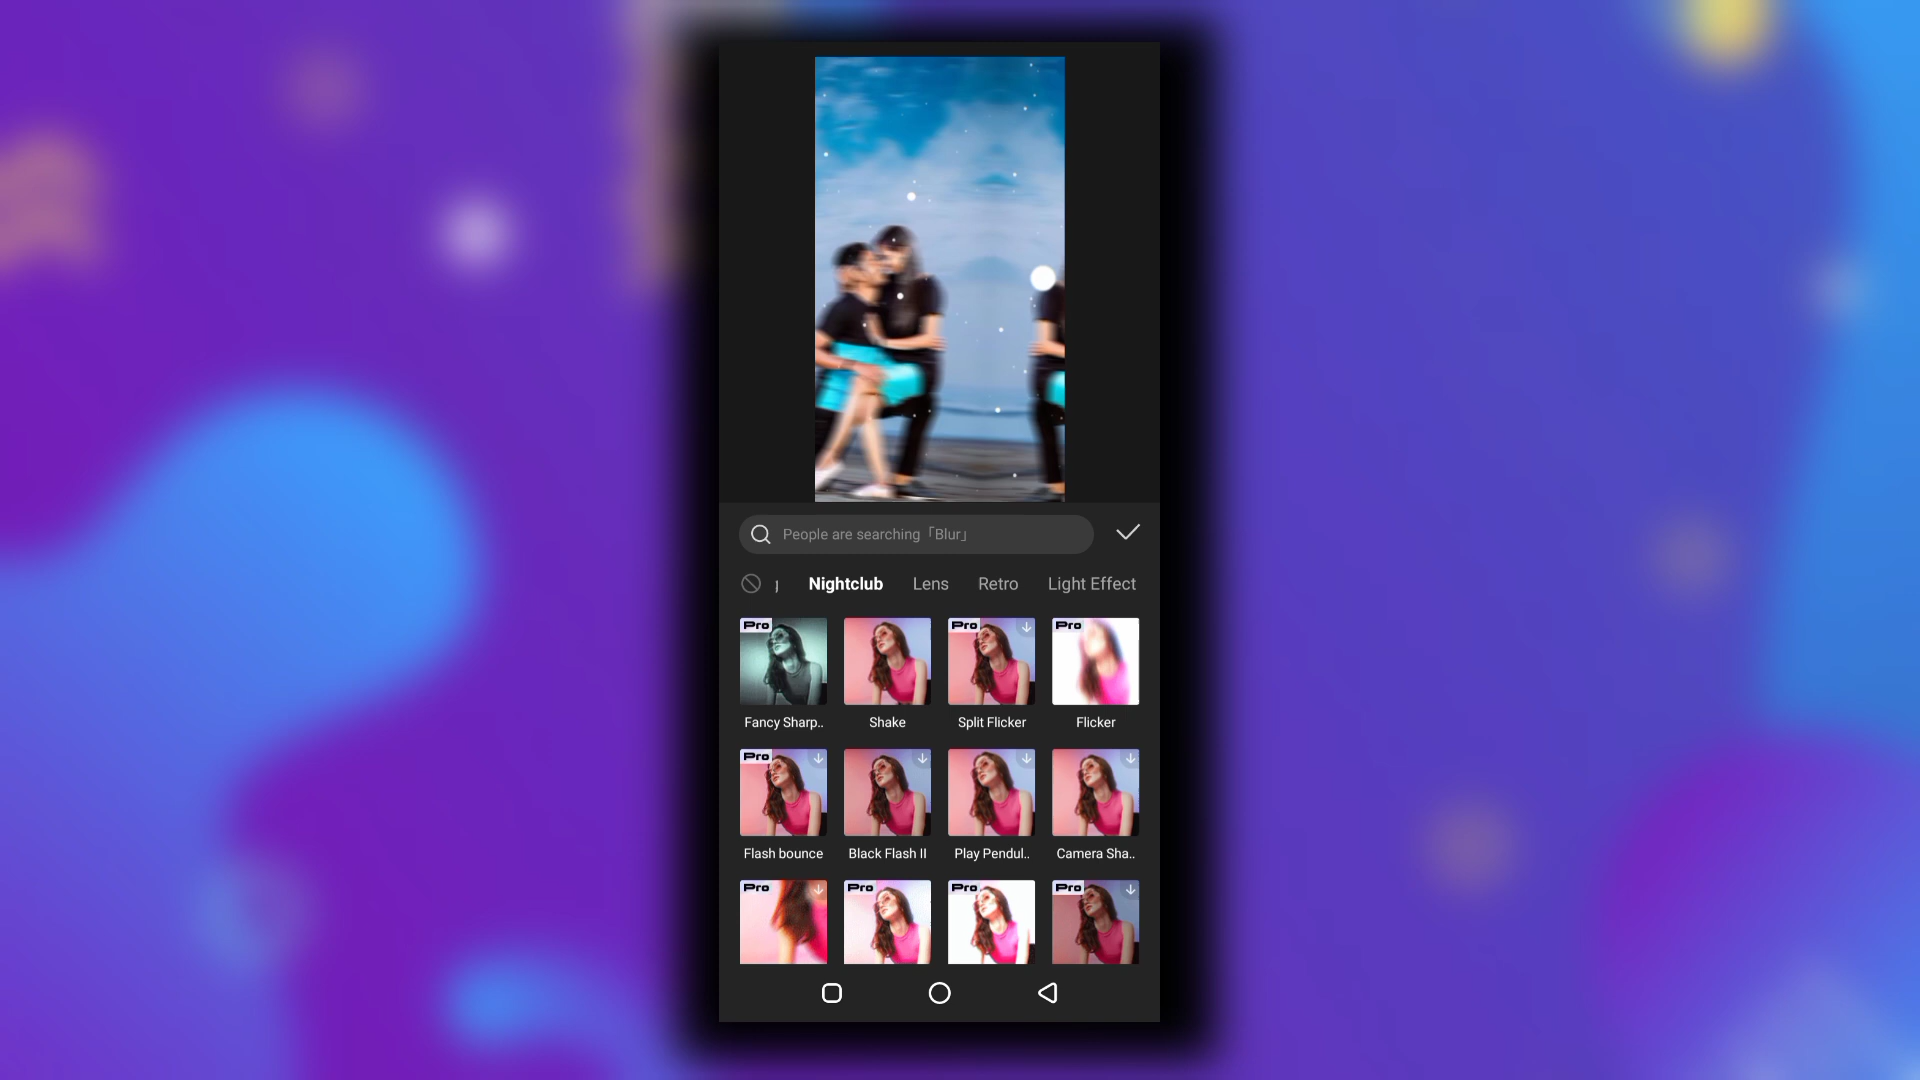 People are searching「Blur」
Nightclub Lens Retro Light Effect
Pro Pro Pro
Fancy Sharp.. Shake Split Flicker Flicker
Pro
Flash bounce Black Flash II Play Pendul.. Camera Sha..
Pro Pro Pro Pro